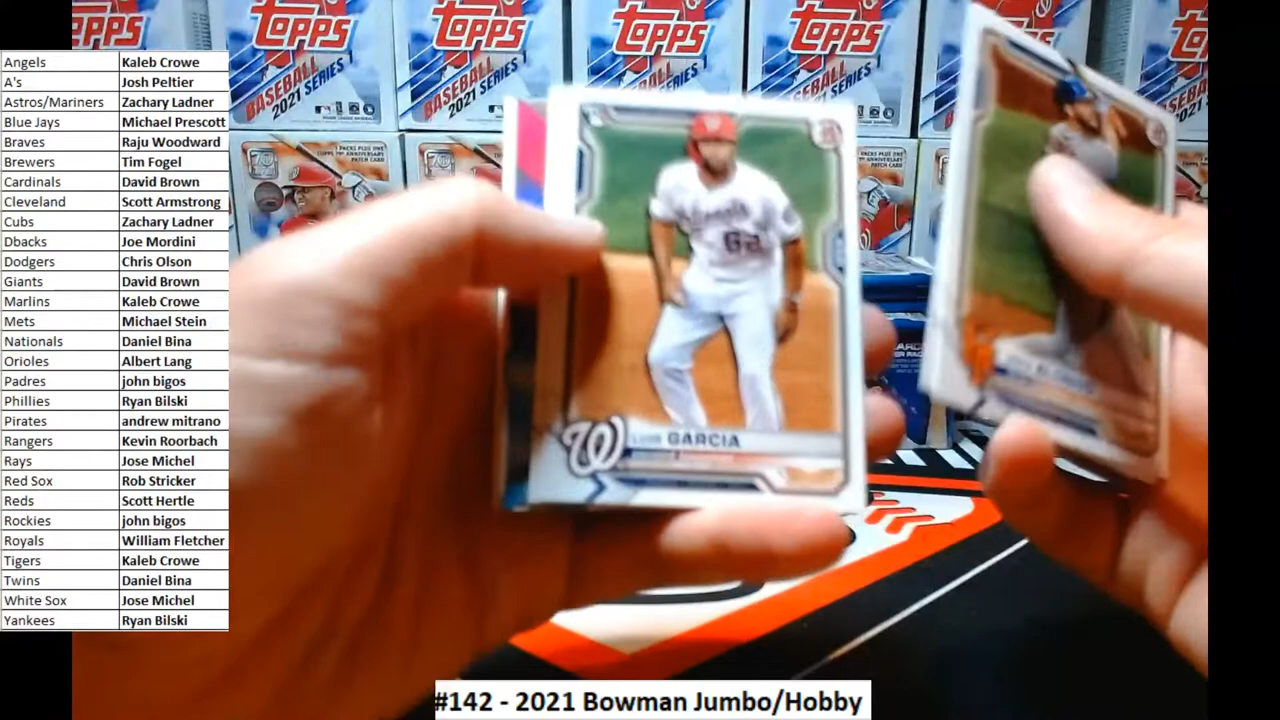 Angels Kaleb Crowe
A's Josh Peltier
Astros/Mariners Zachary Ladner
Blue Jays Michael Prescott
Braves Raju Woodward
Brewers Tim Fogel
Cardinals David Brown
Cleveland Scott Armstrong
Cubs Zachary Ladner
Dbacks Joe Mordini
Dodgers Chris Olson
Giants David Brown
Marlins Kaleb Crowe
Mets Michael Stein
Nationals Daniel Bina
Orioles Albert Lang
Padres john bigos
Phillies Ryan Bilski
Pirates andrew mitrano
Rangers Kevin Roorbach
Rays Jose Michel
Red Sox Rob Stricker
Reds Scott Hertle
Rockies john bigos
Royals William Fletcher
Tigers Kaleb Crowe
Twins Daniel Bina
White Sox Jose Michel
Yankees Ryan Bilski
TOPPS TOPPS TOPPS TOPPS TOPPS
BASEBALL BASEBALL BASEBALL BASEBALL
2021 SERIES 2021 SERIES 2021 SERIES 2021 SERIES
62
W
GARCIA
#142 - 2021 Bowman Jumbo/Hobby